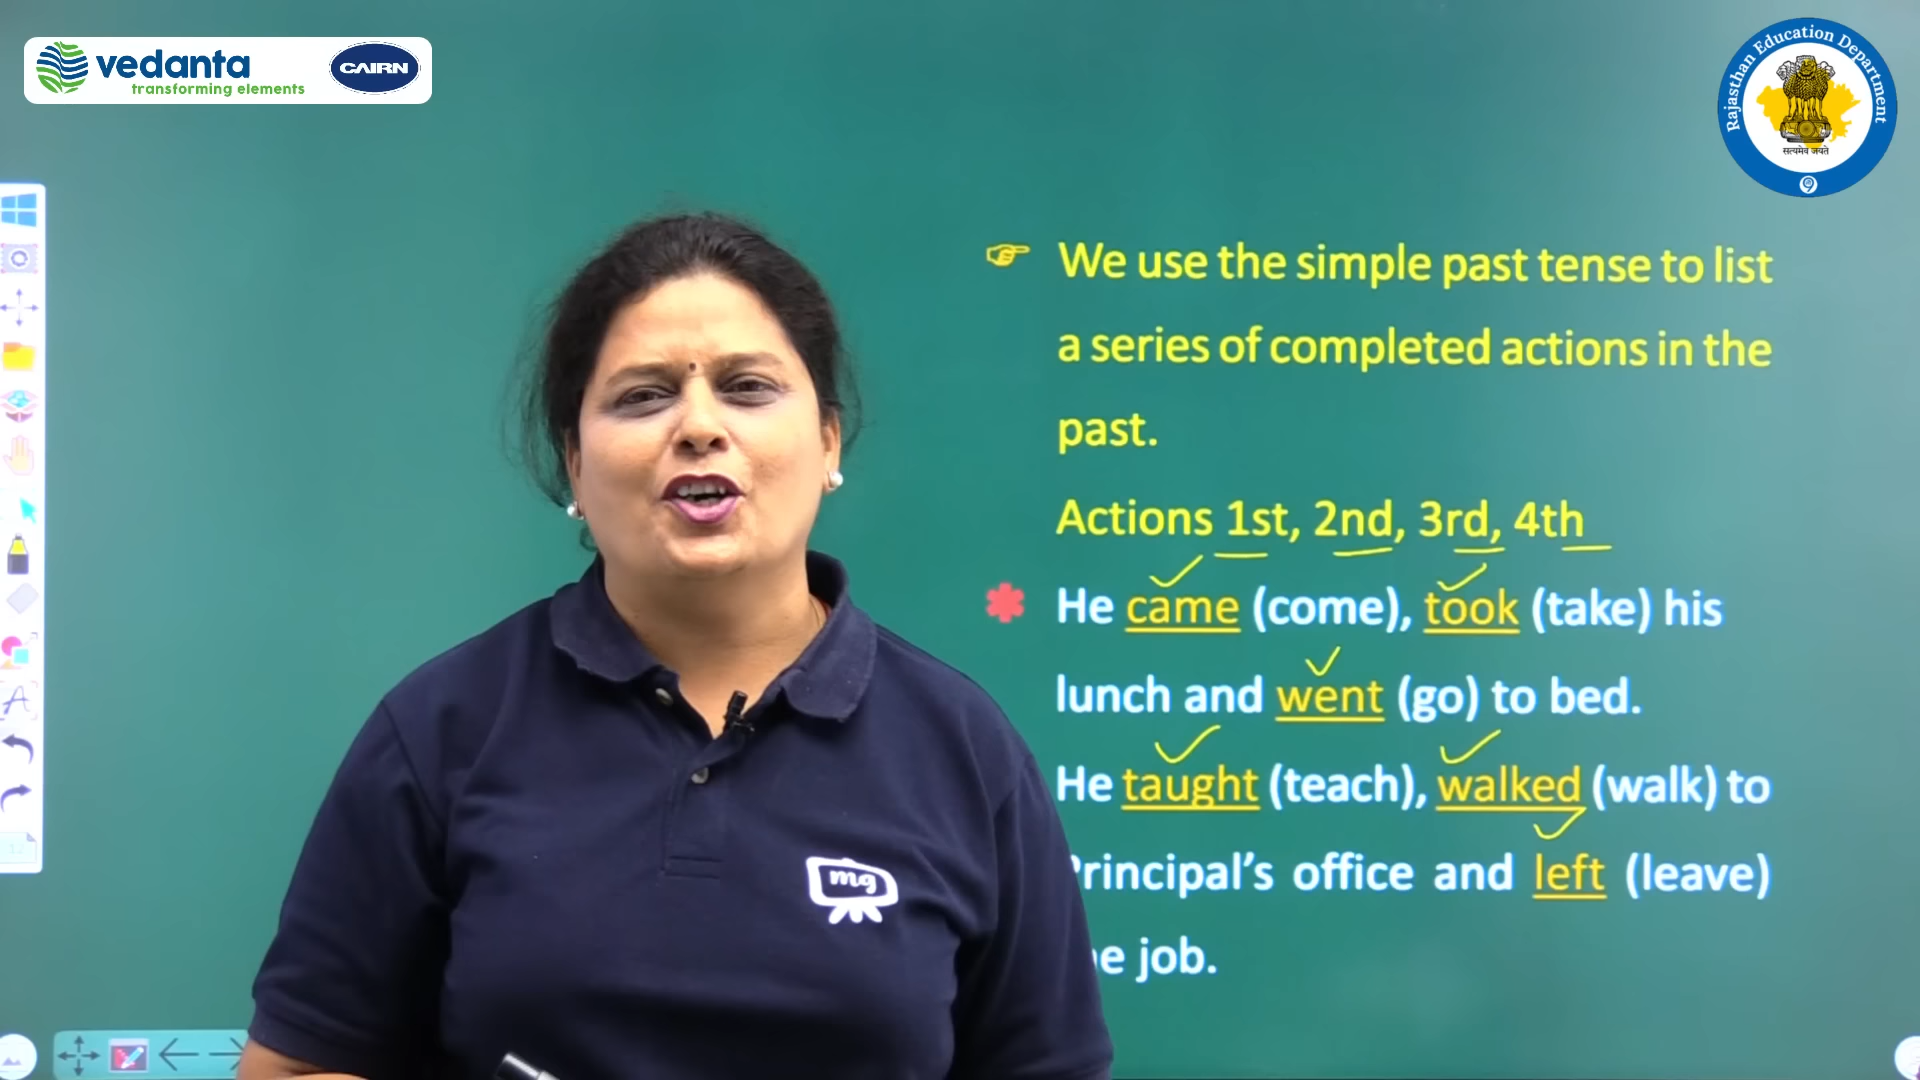 vedanta
transforming elements
CAIRN
Rajasthan Education Department
सत्यमेव जयते
We use the simple past tense to list
a series of completed actions in the
past.
Actions 1st, 2nd, 3rd, 4th
He came (come), took (take) his
lunch and went (go) to bed.
He taught (teach), walked (walk) to
Principal's office and left (leave)
job.
mg